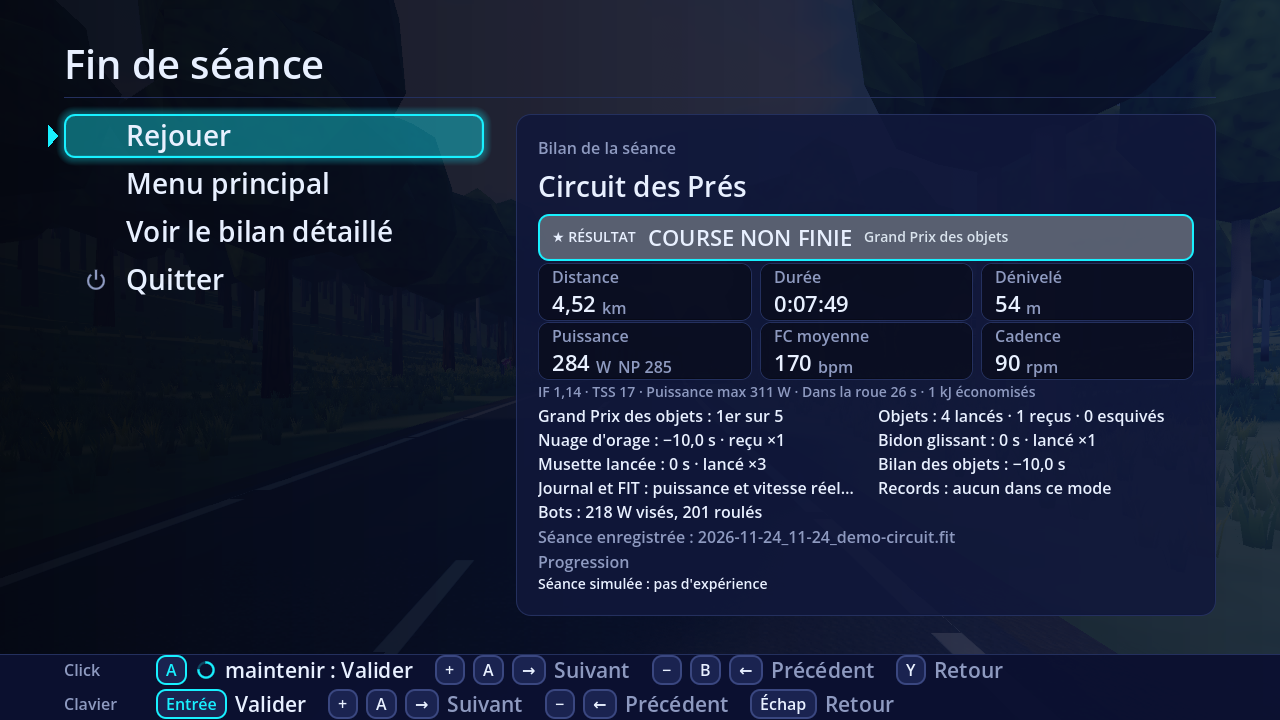 Fin de séance
Rejouer
Menu principal
Voir le bilan détaillé
Quitter
Bilan de la séance
Circuit des Prés
★ RÉSULTAT COURSE NON FINIE Grand Prix des objets
Distance Durée Dénivelé
4,52 km 0:07:49 54 m
Puissance FC moyenne Cadence
284 W NP 285 170 bpm 90 rpm
IF 1,14 · TSS 17 · Puissance max 311 W · Dans la roue 26 s · 1 kJ économisés
Grand Prix des objets : 1er sur 5 Objets : 4 lancés · 1 reçus · 0 esquivés
Nuage d'orage : −10,0 s · reçu ×1 Bidon glissant : 0 s · lancé ×1
Musette lancée : 0 s · lancé ×3 Bilan des objets : −10,0 s
Journal et FIT : puissance et vitesse réel... Records : aucun dans ce mode
Bots : 218 W visés, 201 roulés
Séance enregistrée : 2026-11-24_11-24_demo-circuit.fit
Progression
Séance simulée : pas d'expérience
Click A maintenir : Valider + A → Suivant − B ← Précédent Y Retour
Clavier Entrée Valider + A → Suivant − ← Précédent Échap Retour